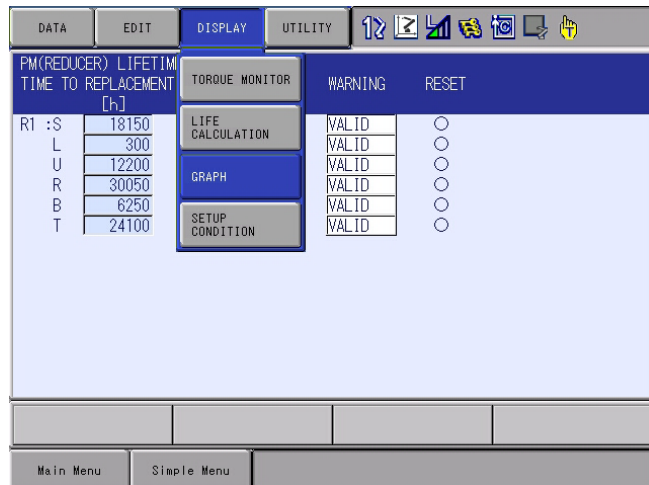 DATA EDIT DISPLAY UTILITY
PM(REDUCER) LIFETIM
TIME TO REPLACEMENT WARNING RESET
[h]
TORQUE MONITOR
LIFE
CALCULATION
GRAPH
SETUP
CONDITION
R1 :S 18150 VALID
L 300 VALID
U 12200 VALID
R 30050 VALID
B 6250 VALID
T 24100 VALID
Main Menu Simple Menu